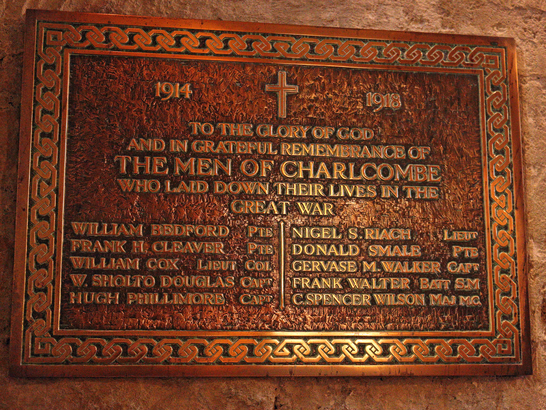 1914 1918
TO THE GLORY OF GOD
AND IN GRATEFUL REMEMBRANCE OF
THE MEN OF CHARLCOMBE
WHO LAID DOWN THEIR LIVES IN THE
GREAT WAR
WILLIAM BEDFORD PTE
FRANK H. CLEAVER PTE
WILLIAM COX LIEUT COL
W. SHOLTO DOUGLAS CAPT
HUGH PHILLIMORE CAPT
NIGEL S. RIACH LIEUT
DONALD SMALE PTE
GERVASE M. WALKER CAPT
FRANK WALTER BGT SM
C. SPENCER WILSON MAJ MC